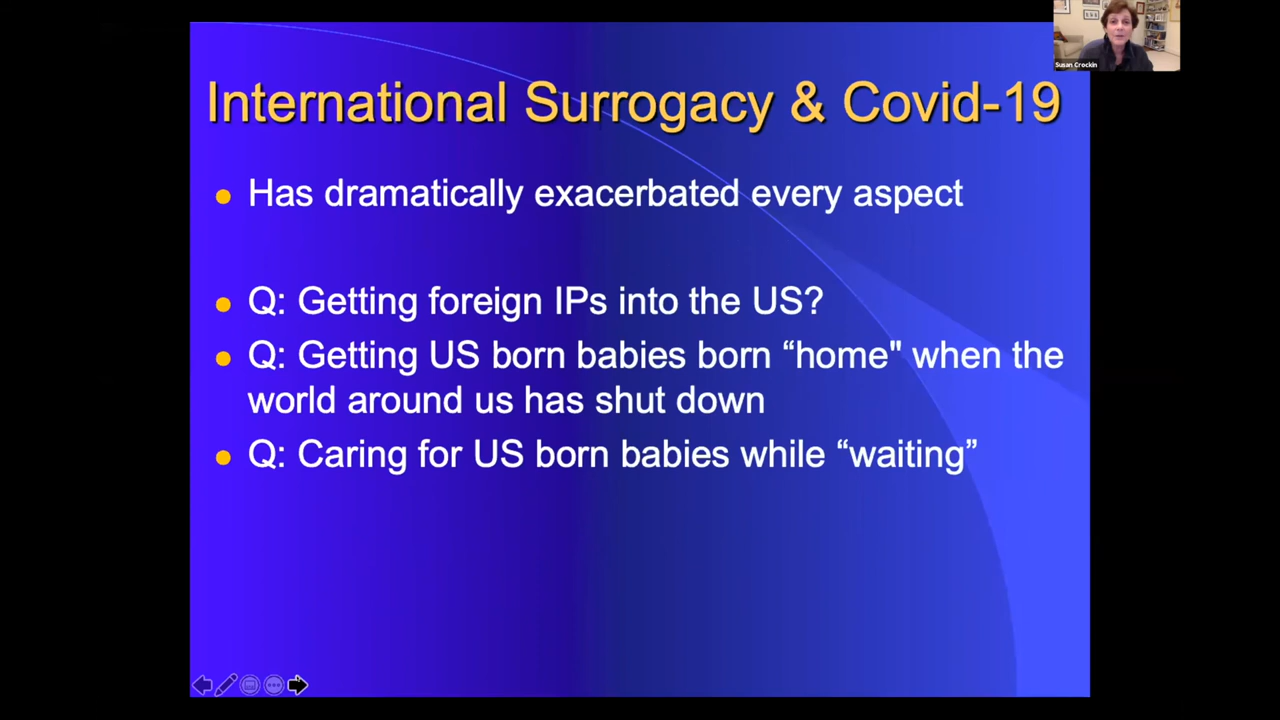 Susan Crockin
International Surrogacy & Covid-19
Has dramatically exacerbated every aspect
Q: Getting foreign IPs into the US?
Q: Getting US born babies born “home" when the
world around us has shut down
Q: Caring for US born babies while “waiting”